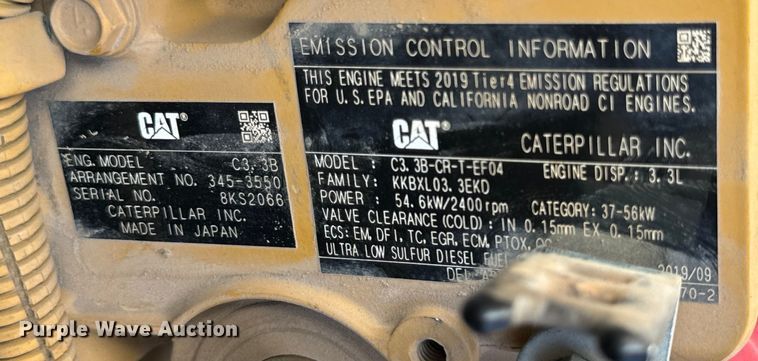 CAT®
ENG. MODEL C3.3B
ARRANGEMENT NO. 345-3550
SERIAL NO. 8KS2066
CATERPILLAR INC.
MADE IN JAPAN
EMISSION CONTROL INFORMATION
THIS ENGINE MEETS 2019 Tier4 EMISSION REGULATIONS
FOR U.S. EPA AND CALIFORNIA NONROAD CI ENGINES.
CAT® CATERPILLAR INC.
MODEL : C3.3B-CR-T-EF04 ENGINE DISP.: 3.3L
FAMILY: KKBXL03.3EKD
POWER : 54.6kW/2400rpm CATEGORY: 37-56kW
VALVE CLEARANCE(COLD): IN 0.15mm EX 0.15mm
ECS: EM, DFI, TC, EGR, ECM, PTOX,
ULTRA LOW SULFUR DIESEL FUEL
2019/09
70-2
Purple Wave Auction